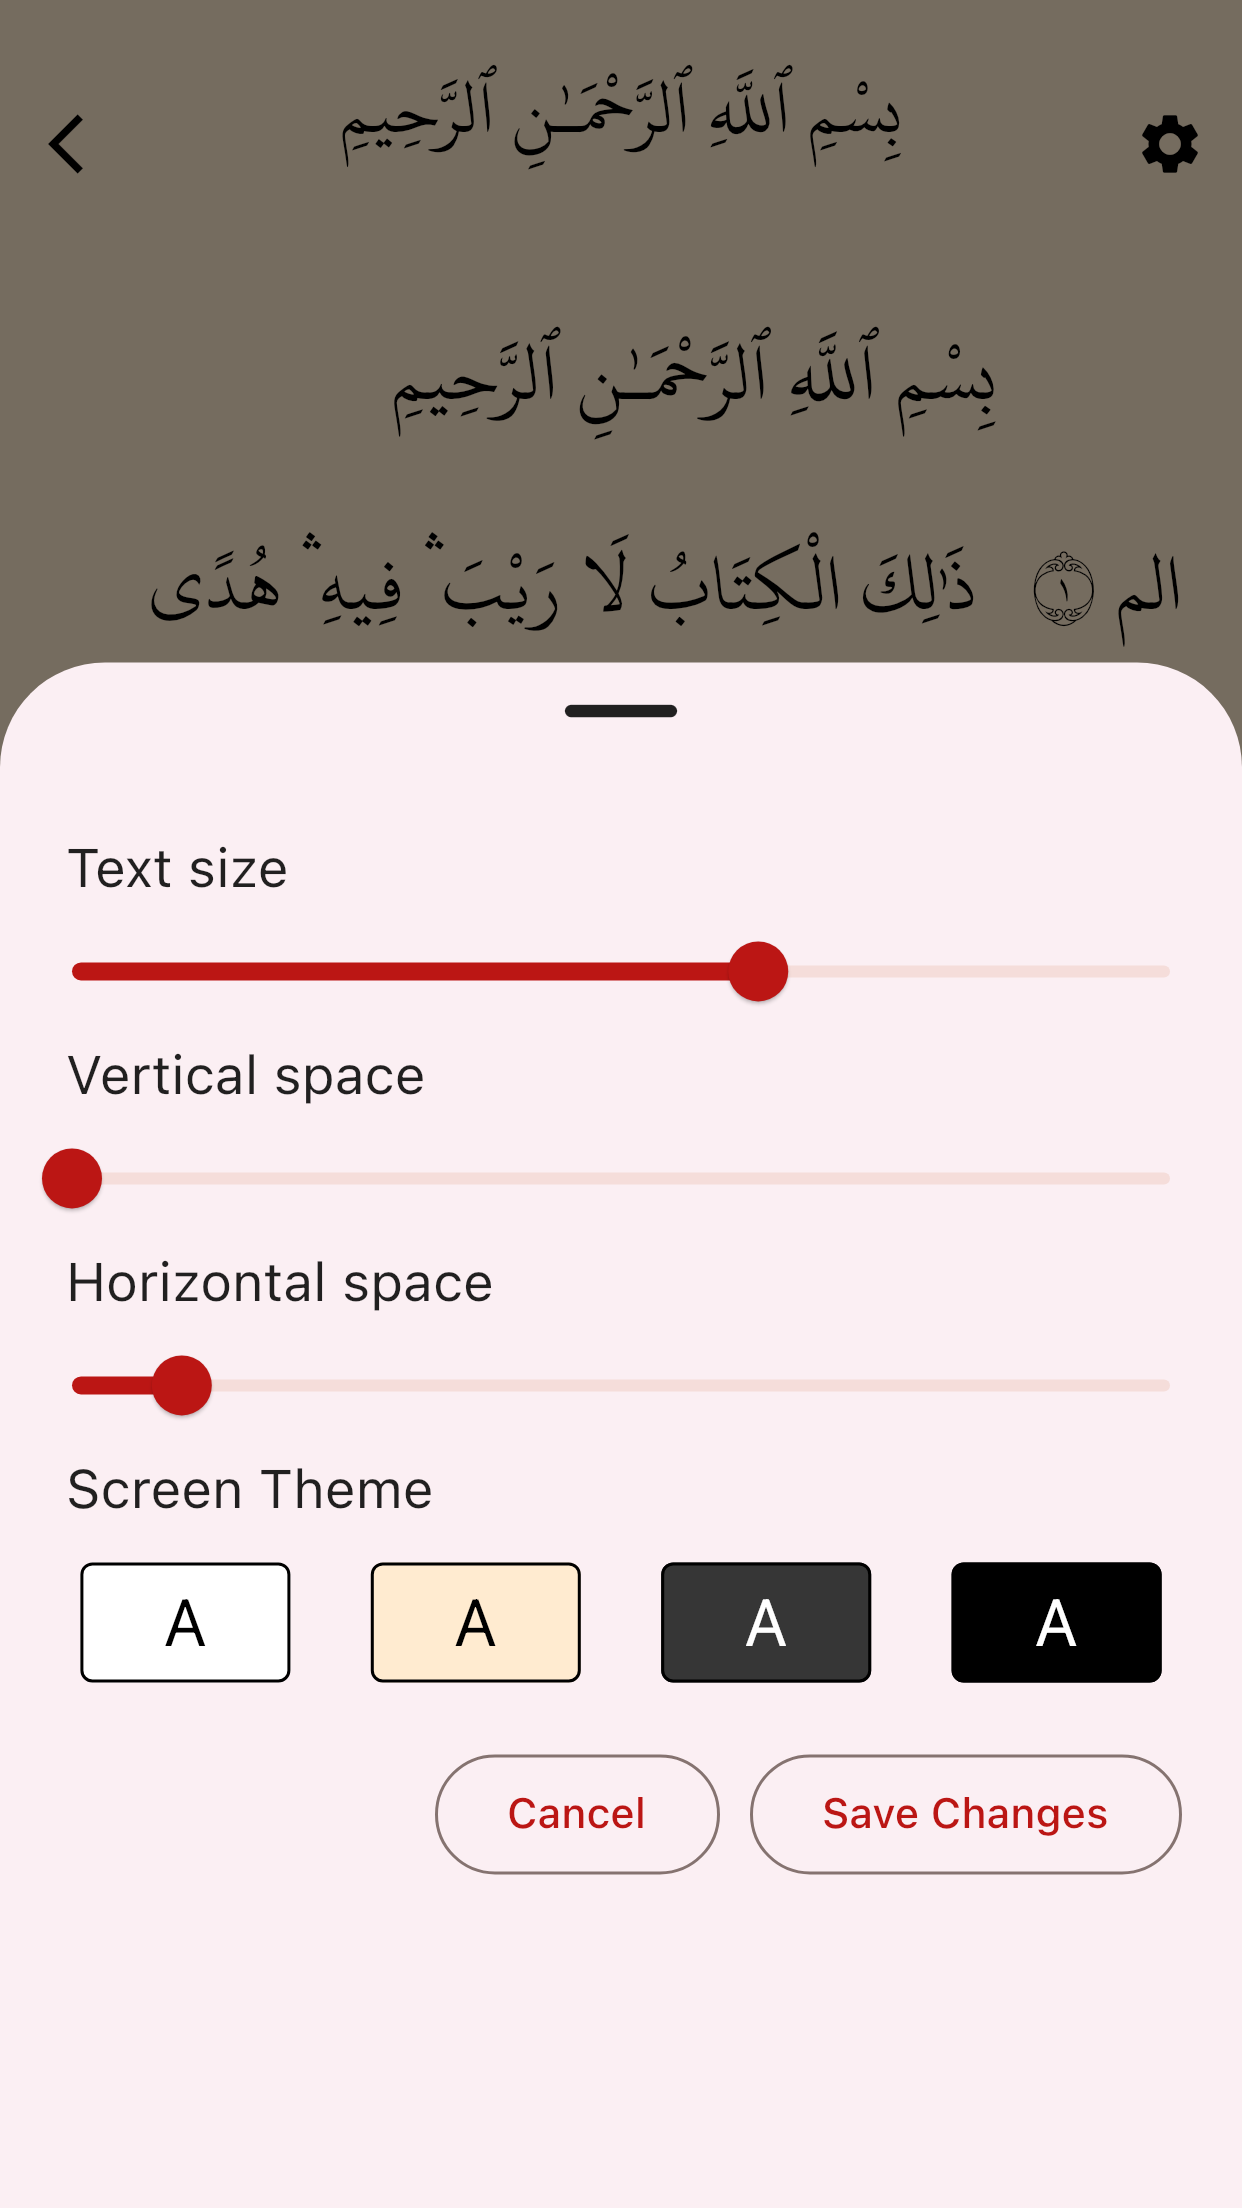 بِسْمِ ٱللَّهِ ٱلرَّحْمَـٰنِ ٱلرَّحِيمِ
بِسْمِ ٱللَّهِ ٱلرَّحْمَـٰنِ ٱلرَّحِيمِ
الم ١ ذَٰلِكَ الْكِتَابُ لَا رَيْبَ ۛ فِيهِ ۛ هُدًى
Text size
Vertical space
Horizontal space
Screen Theme
A A A A
Cancel Save Changes